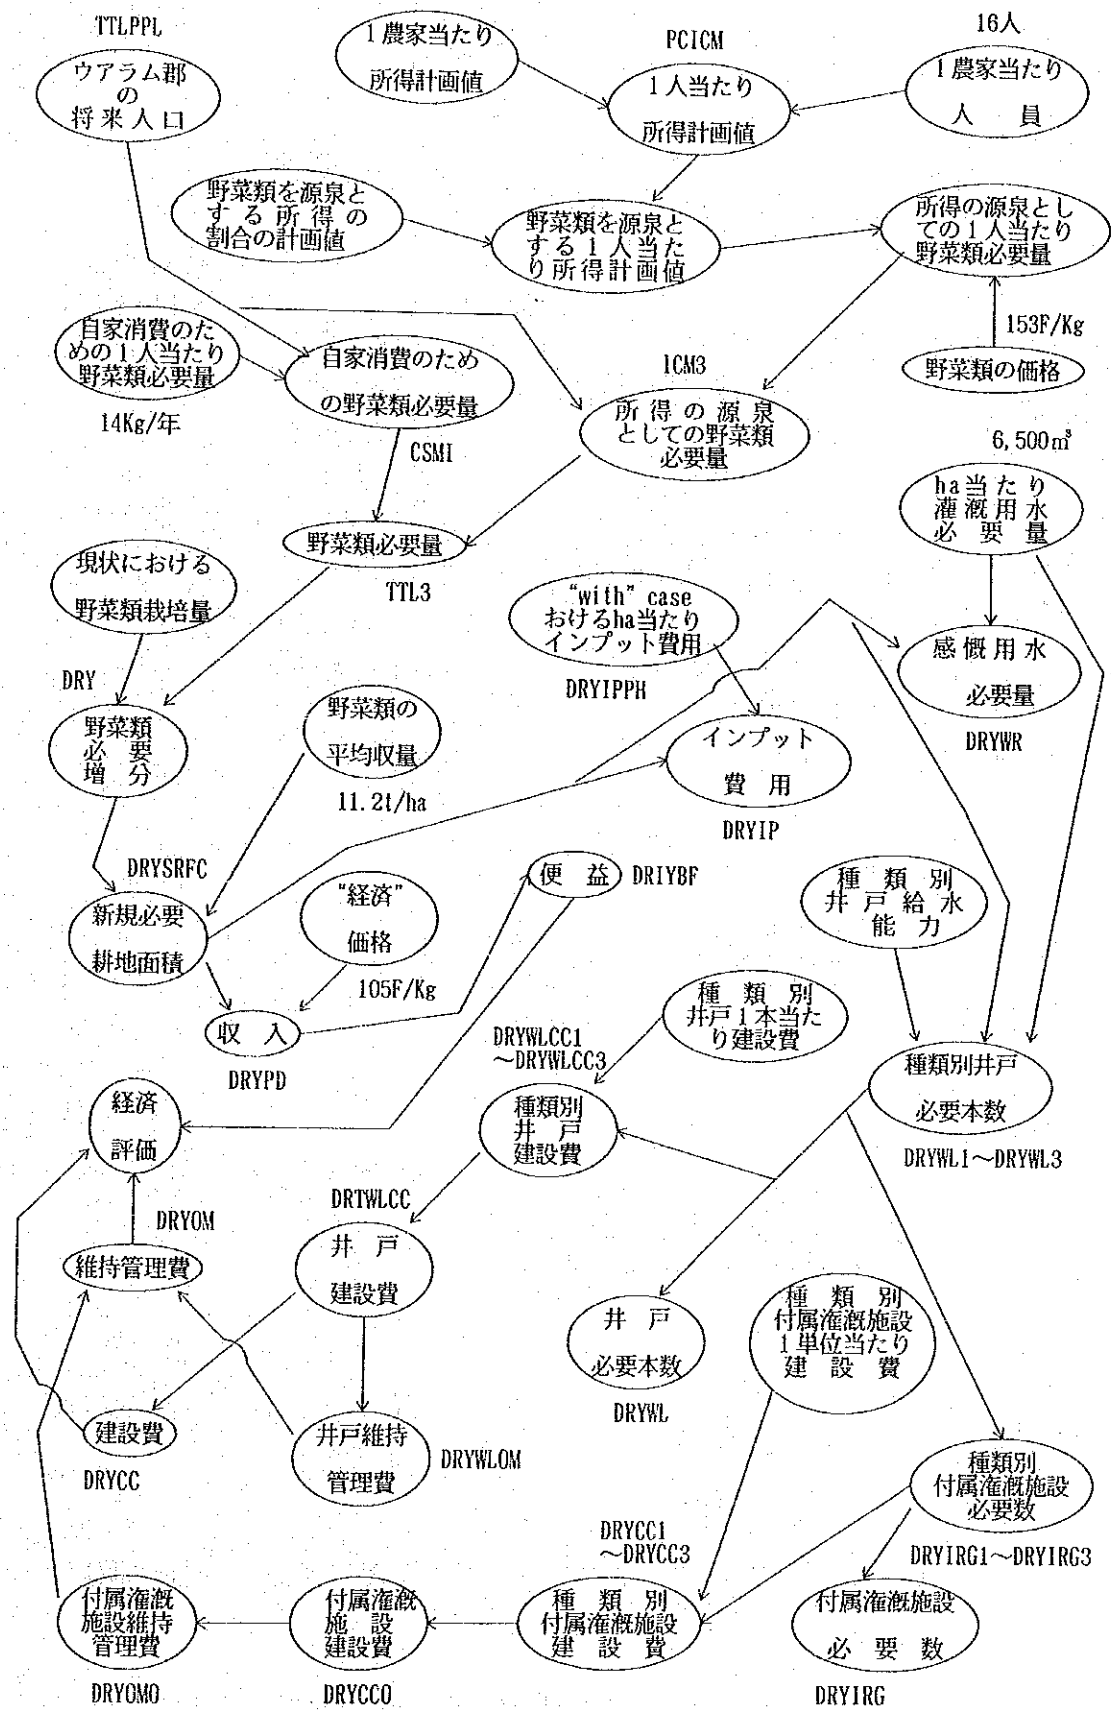 TTLPPL
ウアラム郡
の
将来人口
1農家当たり
所得計画値
PCICM
1人当たり
所得計画値
16人
1農家当たり
人　員
野菜類を源泉と
する所得の
割合の計画値
野菜類を源泉と
する1人当た
り所得計画値
所得の源泉とし
ての1人当たり
野菜類必要量
153F/Kg
野菜類の価格
自家消費のた
めの1人当たり
野菜類必要量
14Kg/年
自家消費のため
の野菜類必要量
CSMI
ICM3
所得の源泉
としての野菜類
必要量
6,500㎥
ha当たり
灌漑用水
必要量
野菜類必要量
TTL3
現状における
野菜類栽培量
"with" case
おけるha当たり
インプット費用
DRYIPPH
感慨用水
必要量
DRYWR
DRY
野菜類
必要
増分
野菜類の
平均収量
11.2t/ha
インプット
費用
DRYIP
DRYSRFC
新規必要
耕地面積
"経済"
価格
105F/Kg
便益
DRIYBF
種類別
井戸給水
能力
収入
DRYPD
種類別
井戸1本当た
り建設費
DRYWLCC1
～DRYWLCC3
種類別
井戸
建設費
種類別井戸
必要本数
DRYWL1～DRYWL3
経済
評価
DRYOM
維持管理費
DRTWLCC
井戸
建設費
井戸
必要本数
DRYWL
種類別
付属潅漑施設
1単位当たり
建設費
建設費
DRYCC
井戸維持
管理費
DRYWLOM
種類別
付属潅漑施設
必要数
DRYIRG1～DRYIRG3
DRYCC1
～DRYCC3
付属潅漑
施設維持
管理費
DRYOMO
付属潅漑
施設
建設費
DRYCCO
種類別
付属潅漑施設
建設費
付属潅漑施設
必要数
DRYIRG